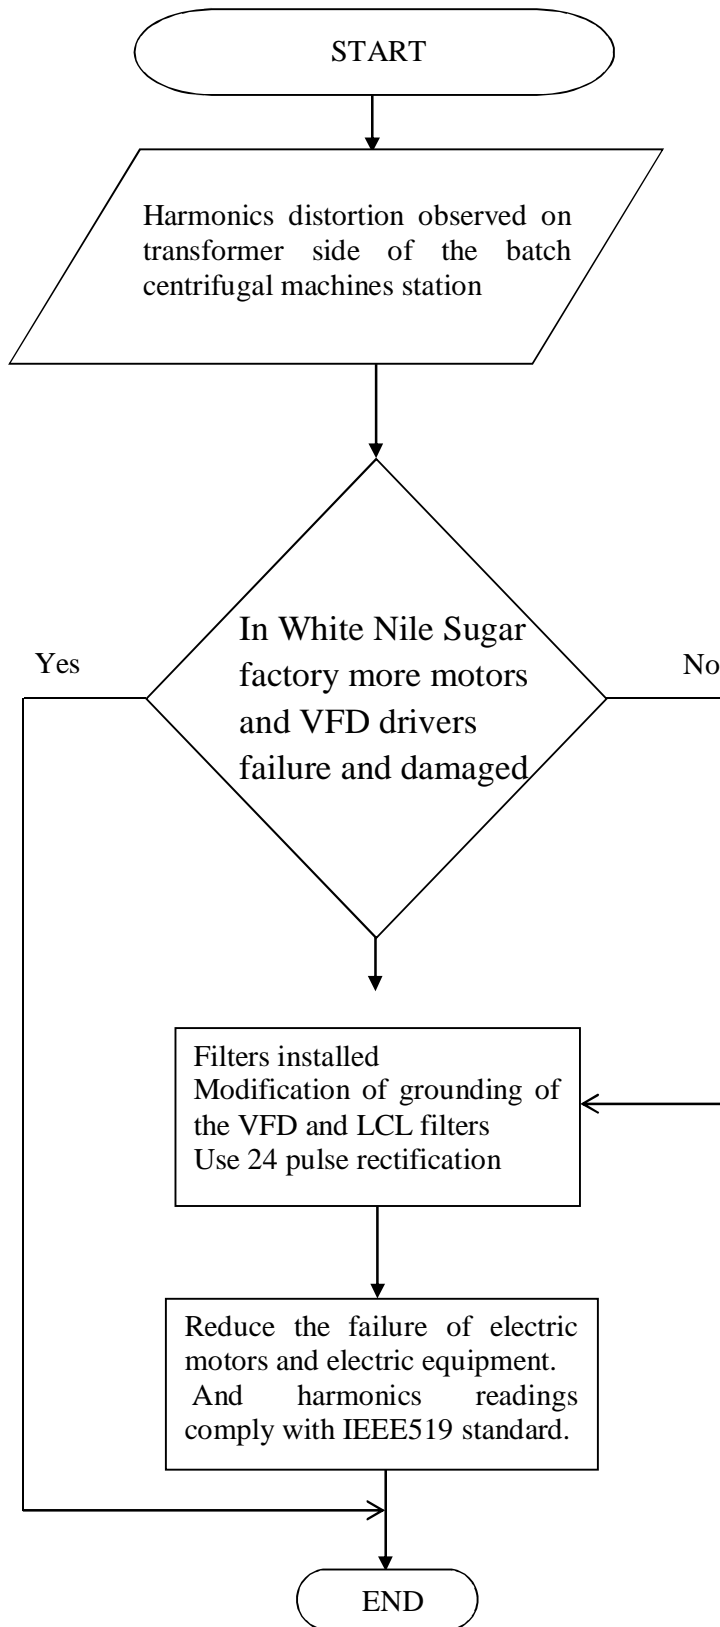 START
Harmonics distortion observed on
transformer side of the batch
centrifugal machines station
In White Nile Sugar
factory more motors
and VFD drivers
failure and damaged
Yes
No
Filters installed
Modification of grounding of
the VFD and LCL filters
Use 24 pulse rectification
Reduce the failure of electric
motors and electric equipment.
And harmonics readings
comply with IEEE519 standard.
END